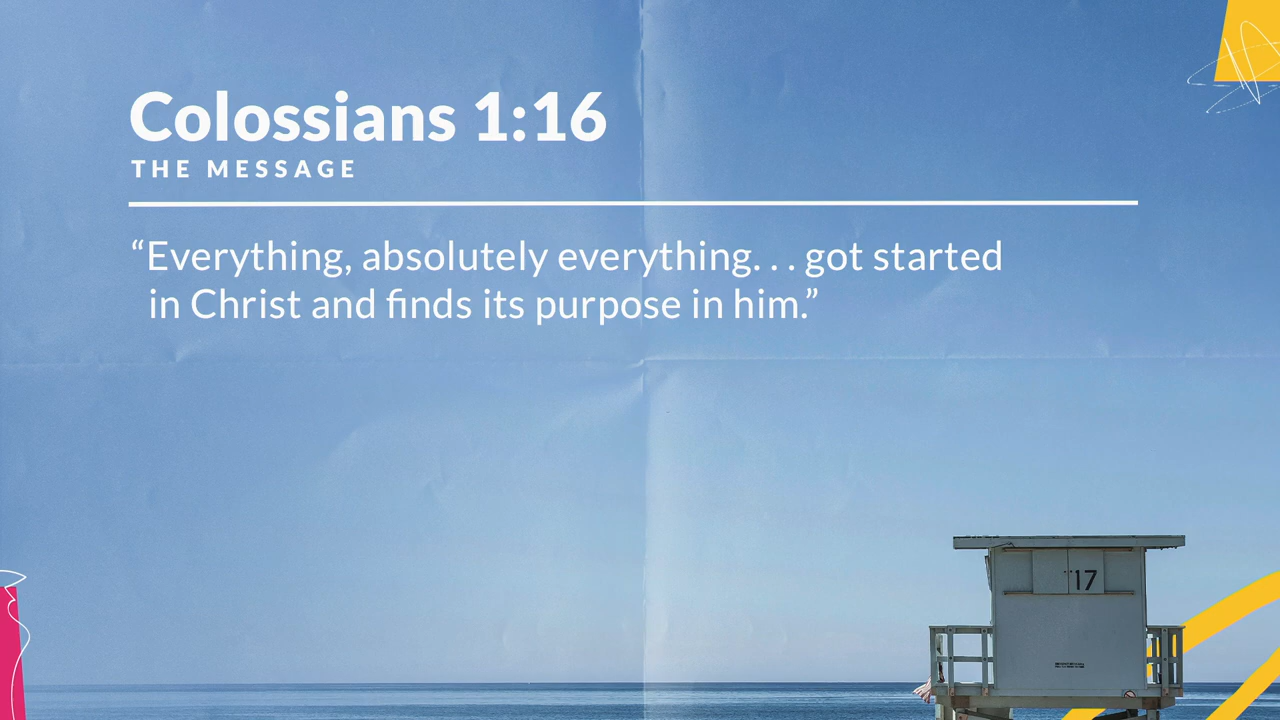 Colossians 1:16
THE MESSAGE
“Everything, absolutely everything. . . got started
in Christ and finds its purpose in him.”
17